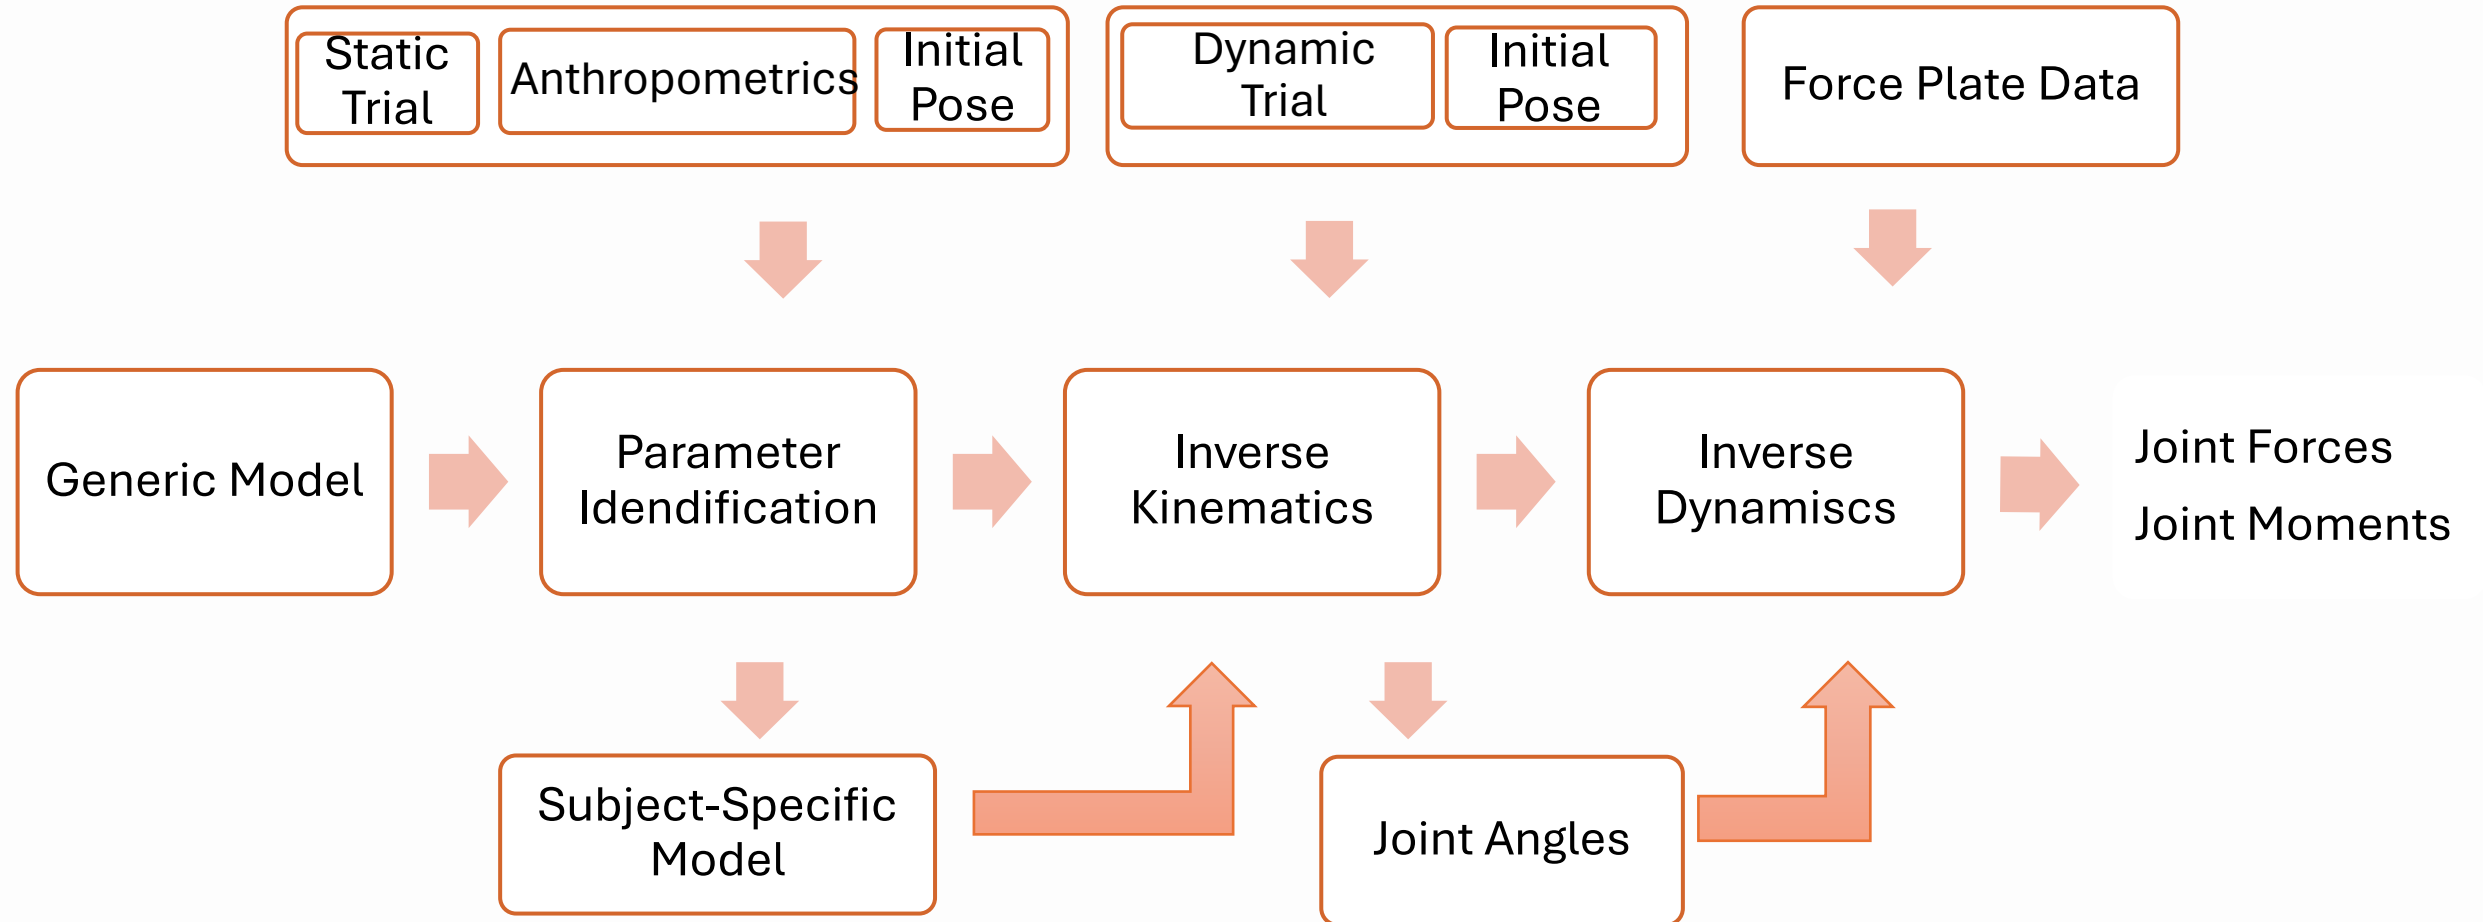 Static
Trial
Anthropometrics
Initial
Pose
Dynamic
Trial
Initial
Pose
Force Plate Data
Generic Model
Parameter
Idendification
Inverse
Kinematics
Inverse
Dynamiscs
Joint Forces
Joint Moments
Subject-Specific
Model
Joint Angles